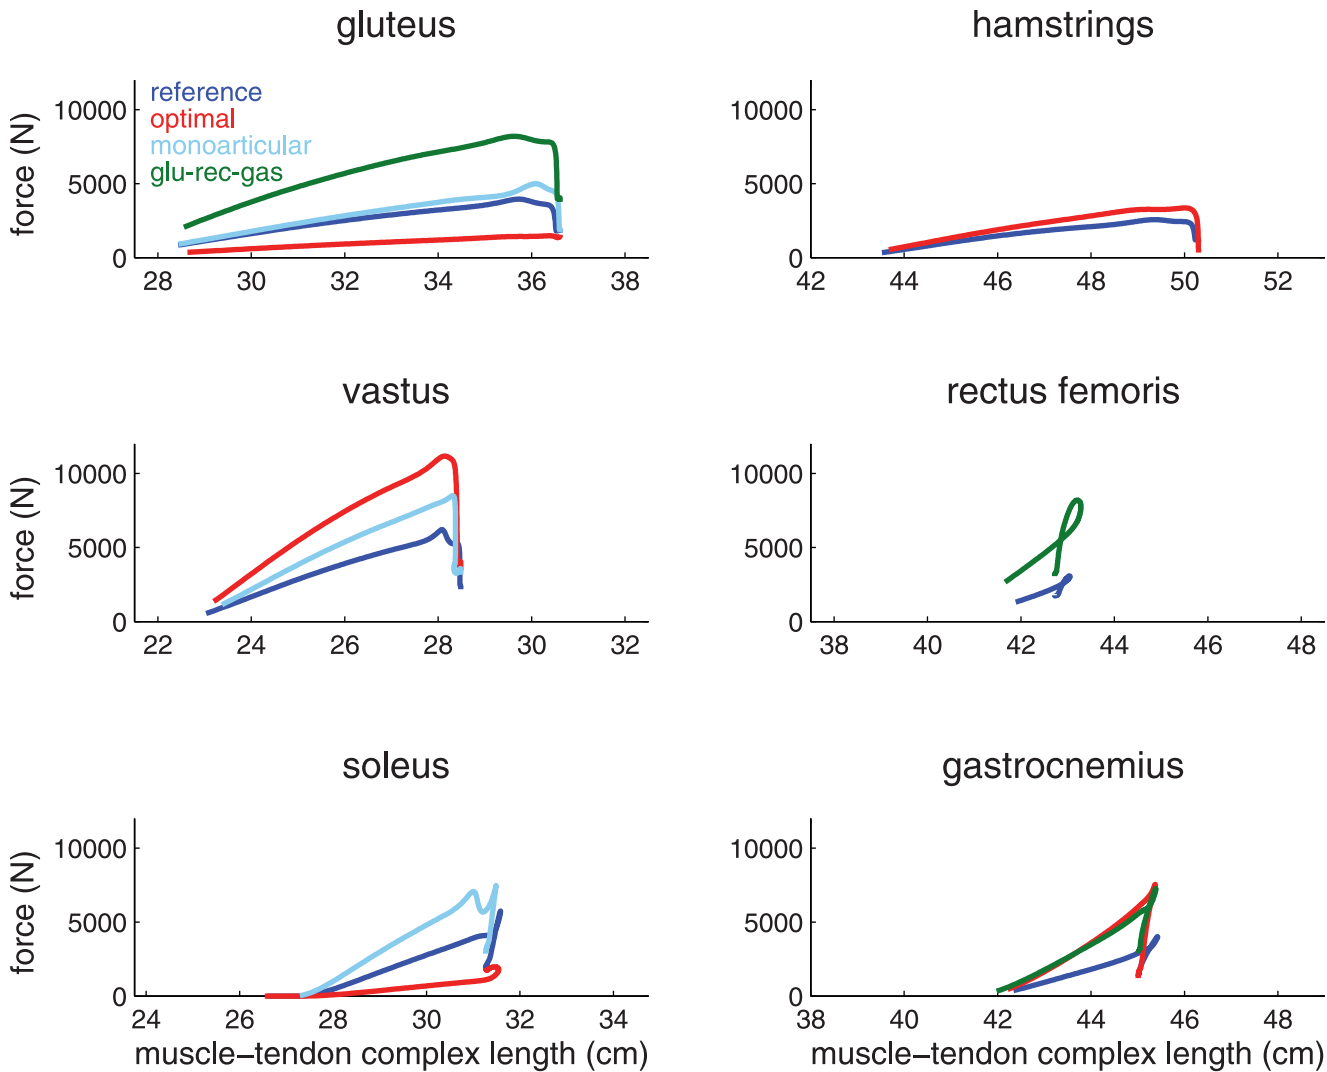 gluteus
hamstrings
force (N)
10000
5000
0
reference
optimal
monoarticular
glu-rec-gas
28 30 32 34 36 38
10000
5000
0
42 44 46 48 50 52
vastus
rectus femoris
force (N)
10000
5000
0
22 24 26 28 30 32
10000
5000
0
38 40 42 44 46 48
soleus
gastrocnemius
force (N)
10000
5000
0
24 26 28 30 32 34
muscle–tendon complex length (cm)
10000
5000
0
38 40 42 44 46 48
muscle–tendon complex length (cm)